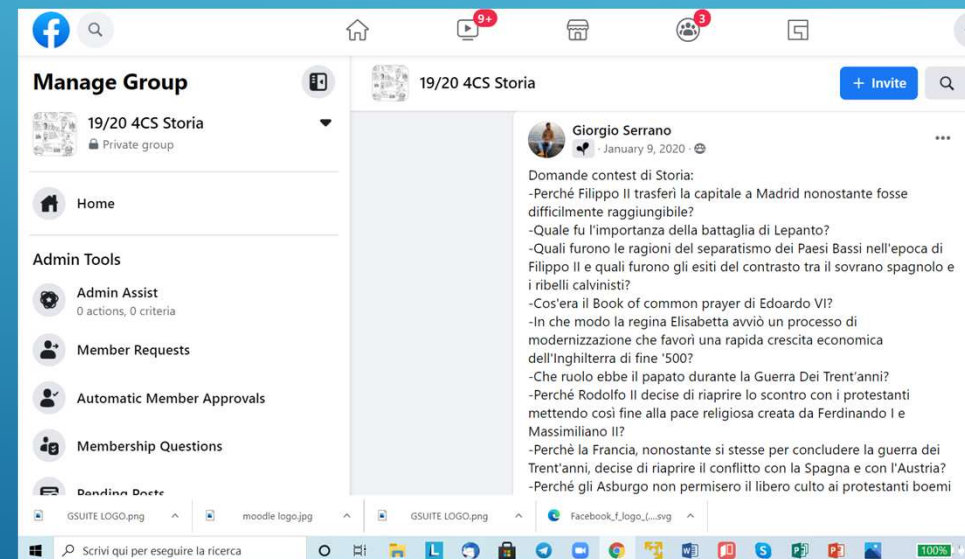 9+
3
Manage Group
19/20 4CS Storia
Private group
Home
Admin Tools
Admin Assist
0 actions, 0 criteria
Member Requests
Automatic Member Approvals
Membership Questions
Pending Posts
19/20 4CS Storia
+ Invite
Giorgio Serrano
· January 9, 2020 ·
Domande contest di Storia:
-Perché Filippo II trasferì la capitale a Madrid nonostante fosse
difficilmente raggiungibile?
-Quale fu l'importanza della battaglia di Lepanto?
-Quali furono le ragioni del separatismo dei Paesi Bassi nell'epoca di
Filippo II e quali furono gli esiti del contrasto tra il sovrano spagnolo e
i ribelli calvinisti?
-Cos'era il Book of common prayer di Edoardo VI?
-In che modo la regina Elisabetta avviò un processo di
modernizzazione che favorì una rapida crescita economica
dell'Inghilterra di fine '500?
-Che ruolo ebbe il papato durante la Guerra Dei Trent'anni?
-Perché Rodolfo II decise di riaprire lo scontro con i protestanti
mettendo così fine alla pace religiosa creata da Ferdinando I e
Massimiliano II?
-Perchè la Francia, nonostante si stesse per concludere la guerra dei
Trent'anni, decise di riaprire il conflitto con la Spagna e con l'Austria?
-Perché gli Asburgo non permisero il libero culto ai protestanti boemi
GSUITE LOGO.png
moodle logo.jpg
GSUITE LOGO.png
Facebook_f_logo_(....svg
Scrivi qui per eseguire la ricerca
100%